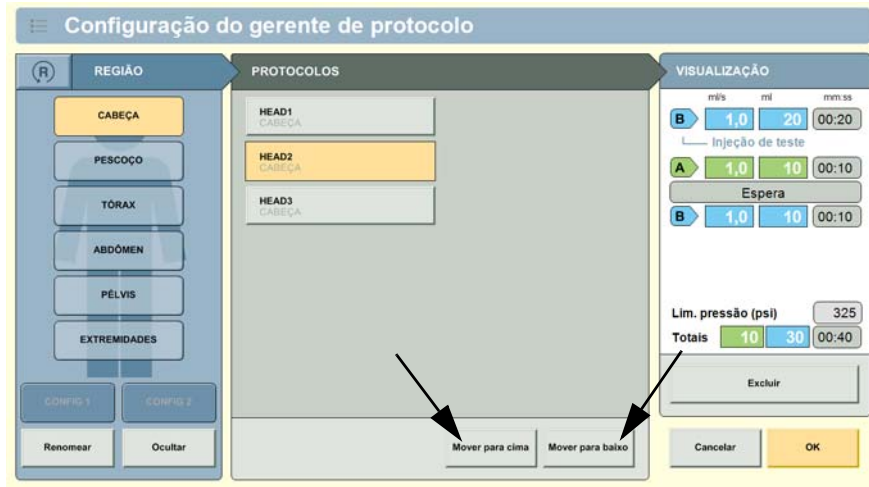 Configuração do gerente de protocolo
R REGIÃO
CABEÇA
PESCOÇO
TÓRAX
ABDÔMEN
PÉLVIS
EXTREMIDADES
CONFIG 1 CONFIG 2
Renomear Ocultar
PROTOCOLOS
HEAD1
CABEÇA
HEAD2
CABEÇA
HEAD3
CABEÇA
Mover para cima Mover para baixo
VISUALIZAÇÃO
ml/s ml mm:ss
B 1,0 20 00:20
Injeção de teste
A 1,0 10 00:10
Espera
B 1,0 10 00:10
Lim. pressão (psi) 325
Totais 10 30 00:40
Excluir
Cancelar OK